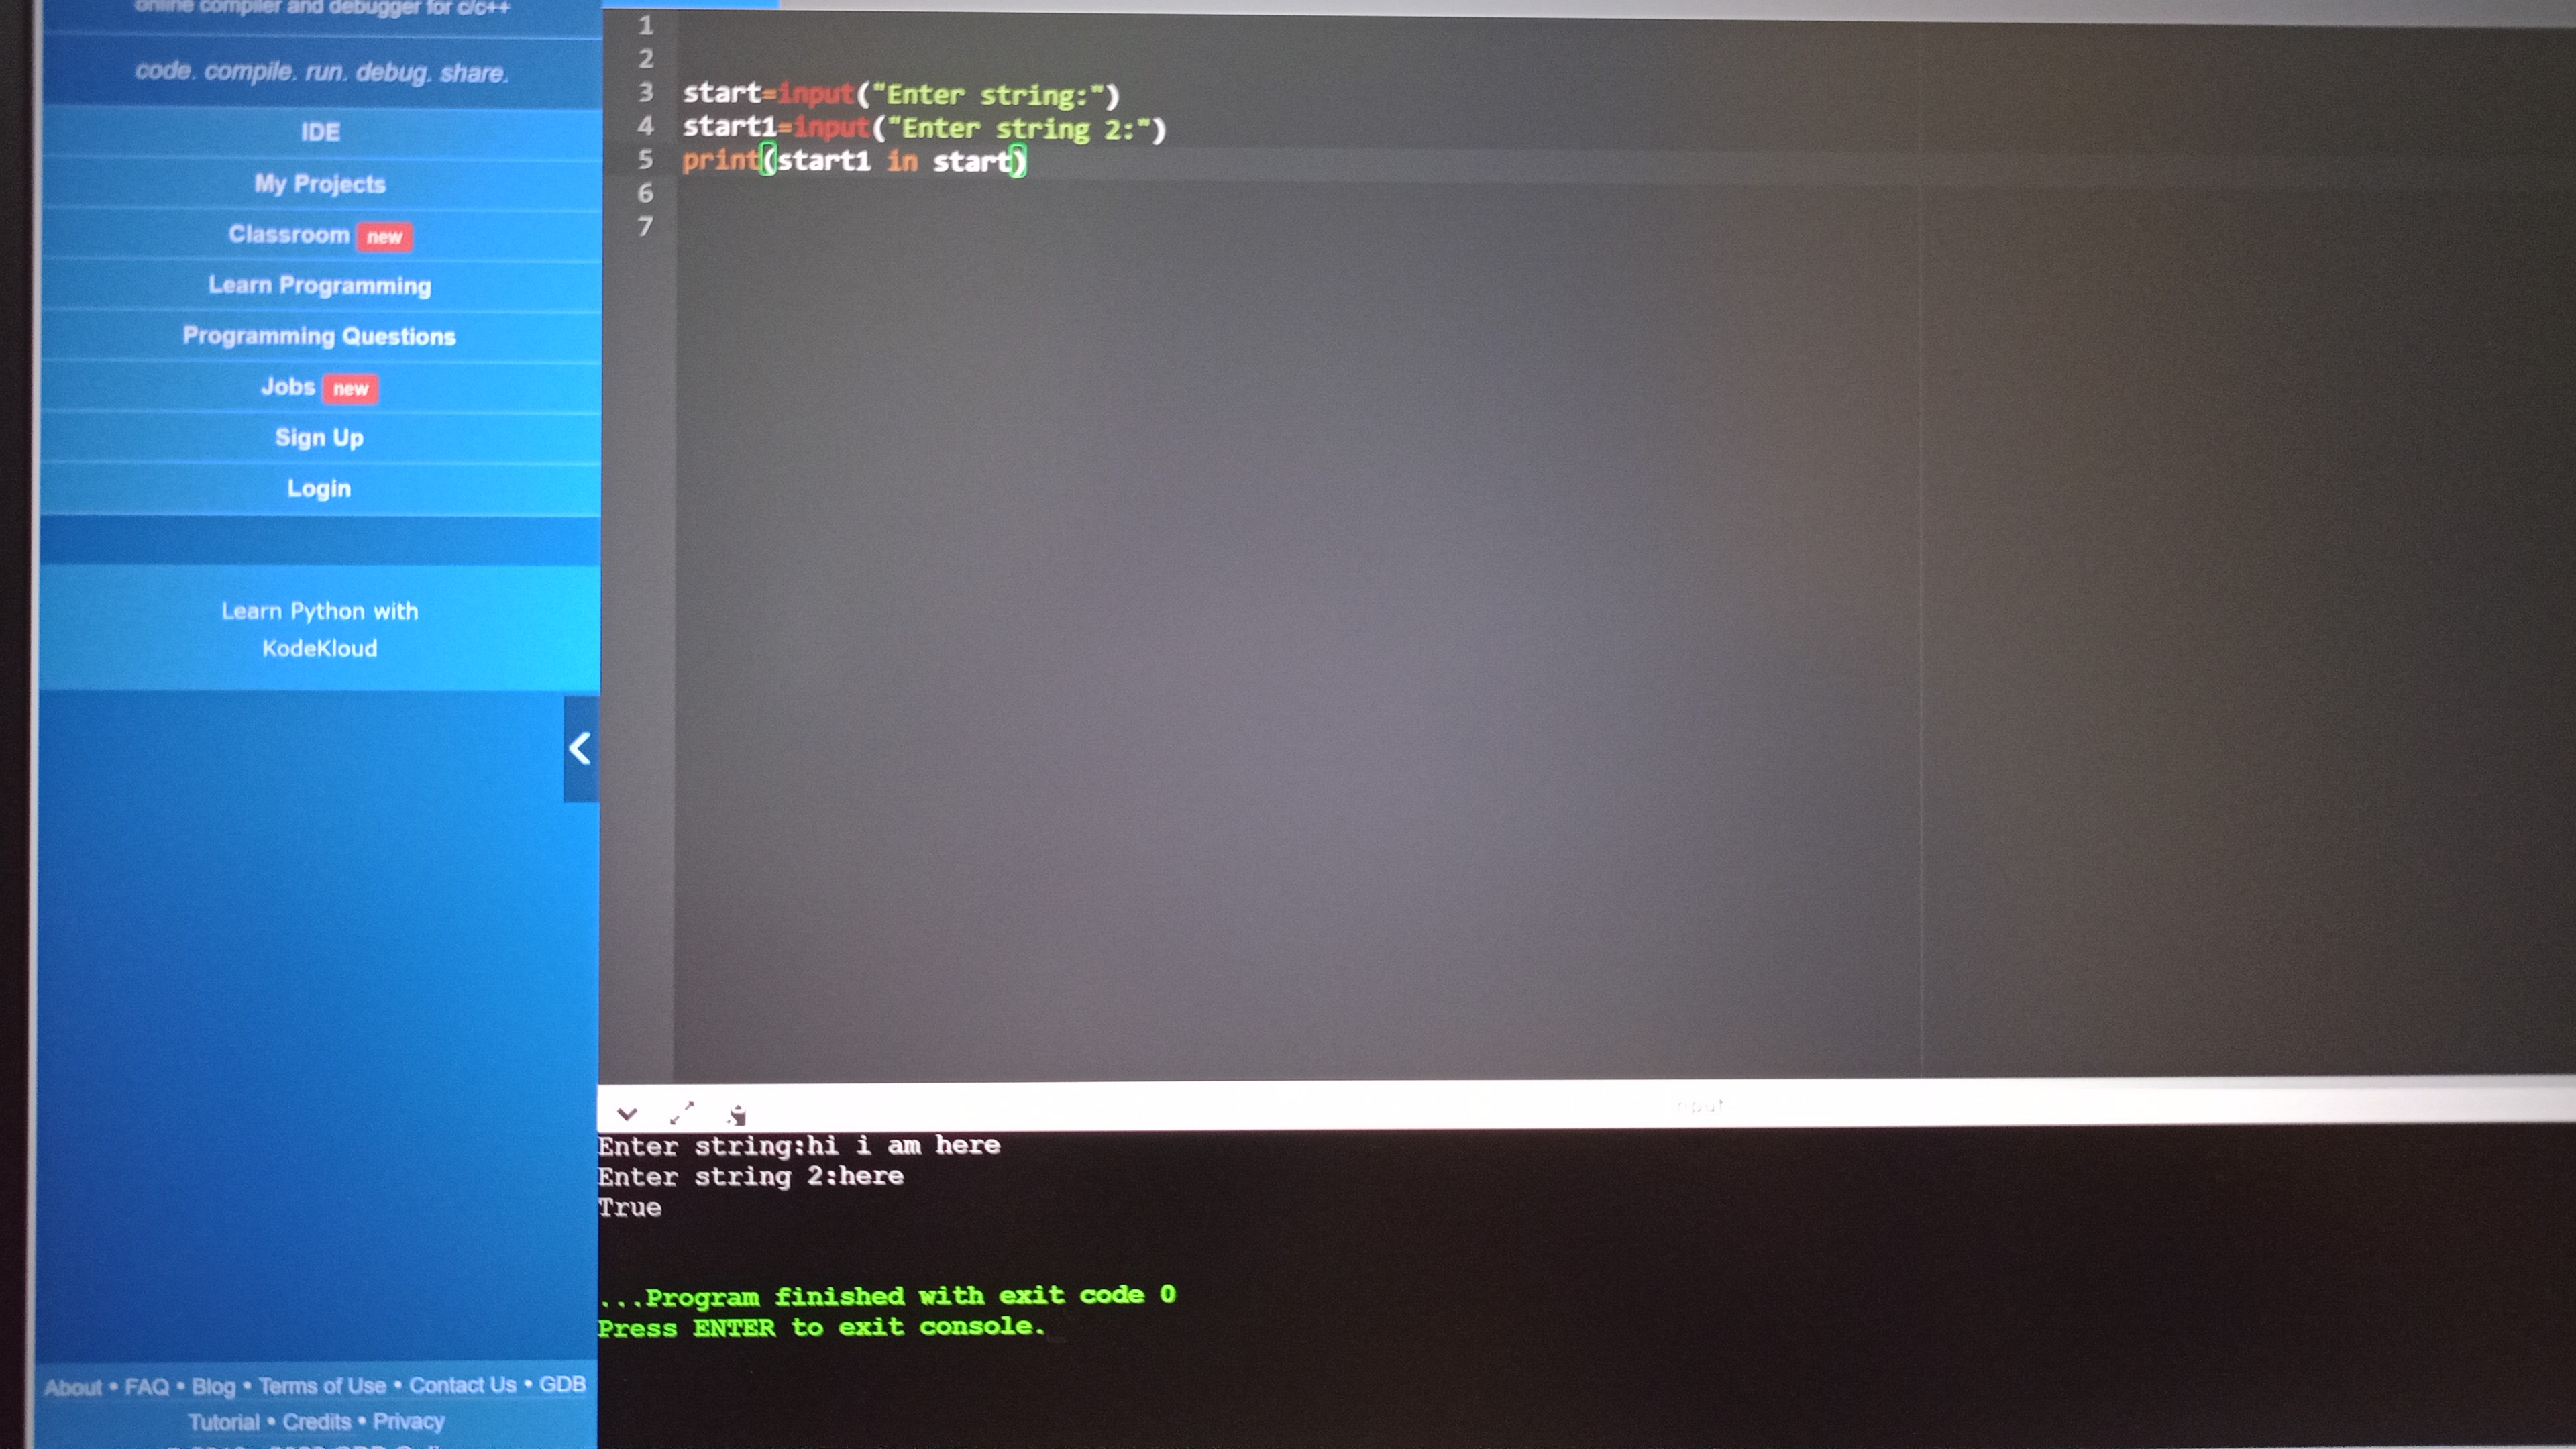 online compiler and debugger for c/c++
code. compile. run. debug. share.
IDE
My Projects
Classroom new
Learn Programming
Programming Questions
Jobs new
Sign Up
Login
Learn Python with
KodeKloud
About • FAQ • Blog • Terms of Use • Contact Us • GDB
Tutorial • Credits • Privacy
1
2
3 start=input("Enter string:")
4 start1=input("Enter string 2:")
5 print(start1 in start)
6
7
input
Enter string:hi i am here
Enter string 2:here
True
...Program finished with exit code 0
Press ENTER to exit console.